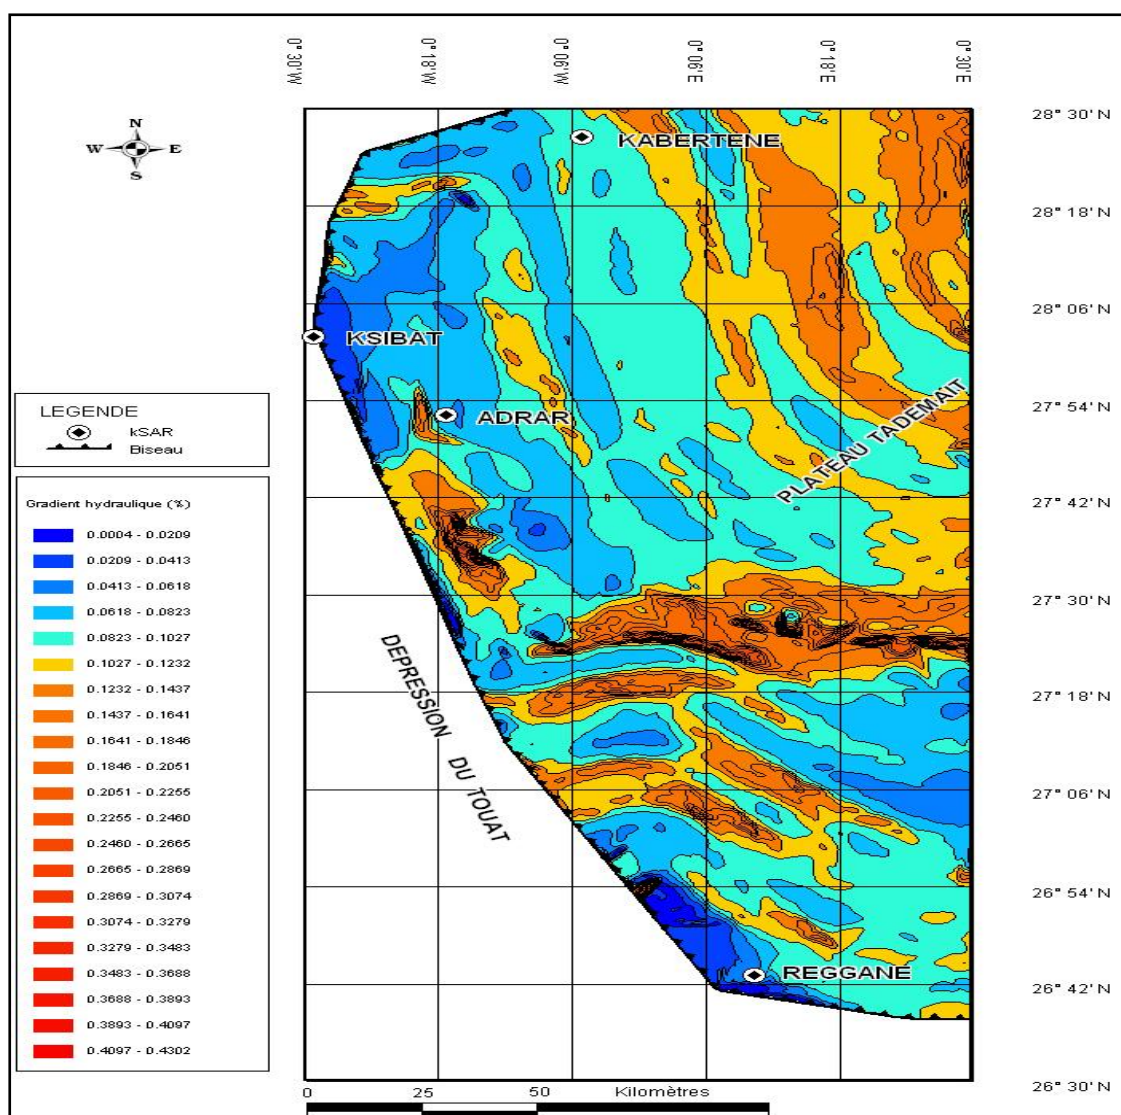 0°30'W
0°18'W
0°06'W
0°06'E
0°18'E
0°30'E
N
W E
S
28° 30' N
28° 18' N
28° 06' N
27° 54' N
27° 42' N
27° 30' N
27° 18' N
27° 06' N
26° 54' N
26° 42' N
26° 30' N
KABERTENE
KSIBAT
ADRAR
PLATEAU TADEMAIT
DEPRESSION DU TOUAT
REGGANE
LEGENDE
kSAR
Biseau
Gradient hydraulique (%)
0.0004 - 0.0209
0.0209 - 0.0413
0.0413 - 0.0618
0.0618 - 0.0823
0.0823 - 0.1027
0.1027 - 0.1232
0.1232 - 0.1437
0.1437 - 0.1641
0.1641 - 0.1846
0.1846 - 0.2051
0.2051 - 0.2255
0.2255 - 0.2460
0.2460 - 0.2665
0.2665 - 0.2869
0.2869 - 0.3074
0.3074 - 0.3279
0.3279 - 0.3483
0.3483 - 0.3688
0.3688 - 0.3893
0.3893 - 0.4097
0.4097 - 0.4302
0 25 50 Kilomètres